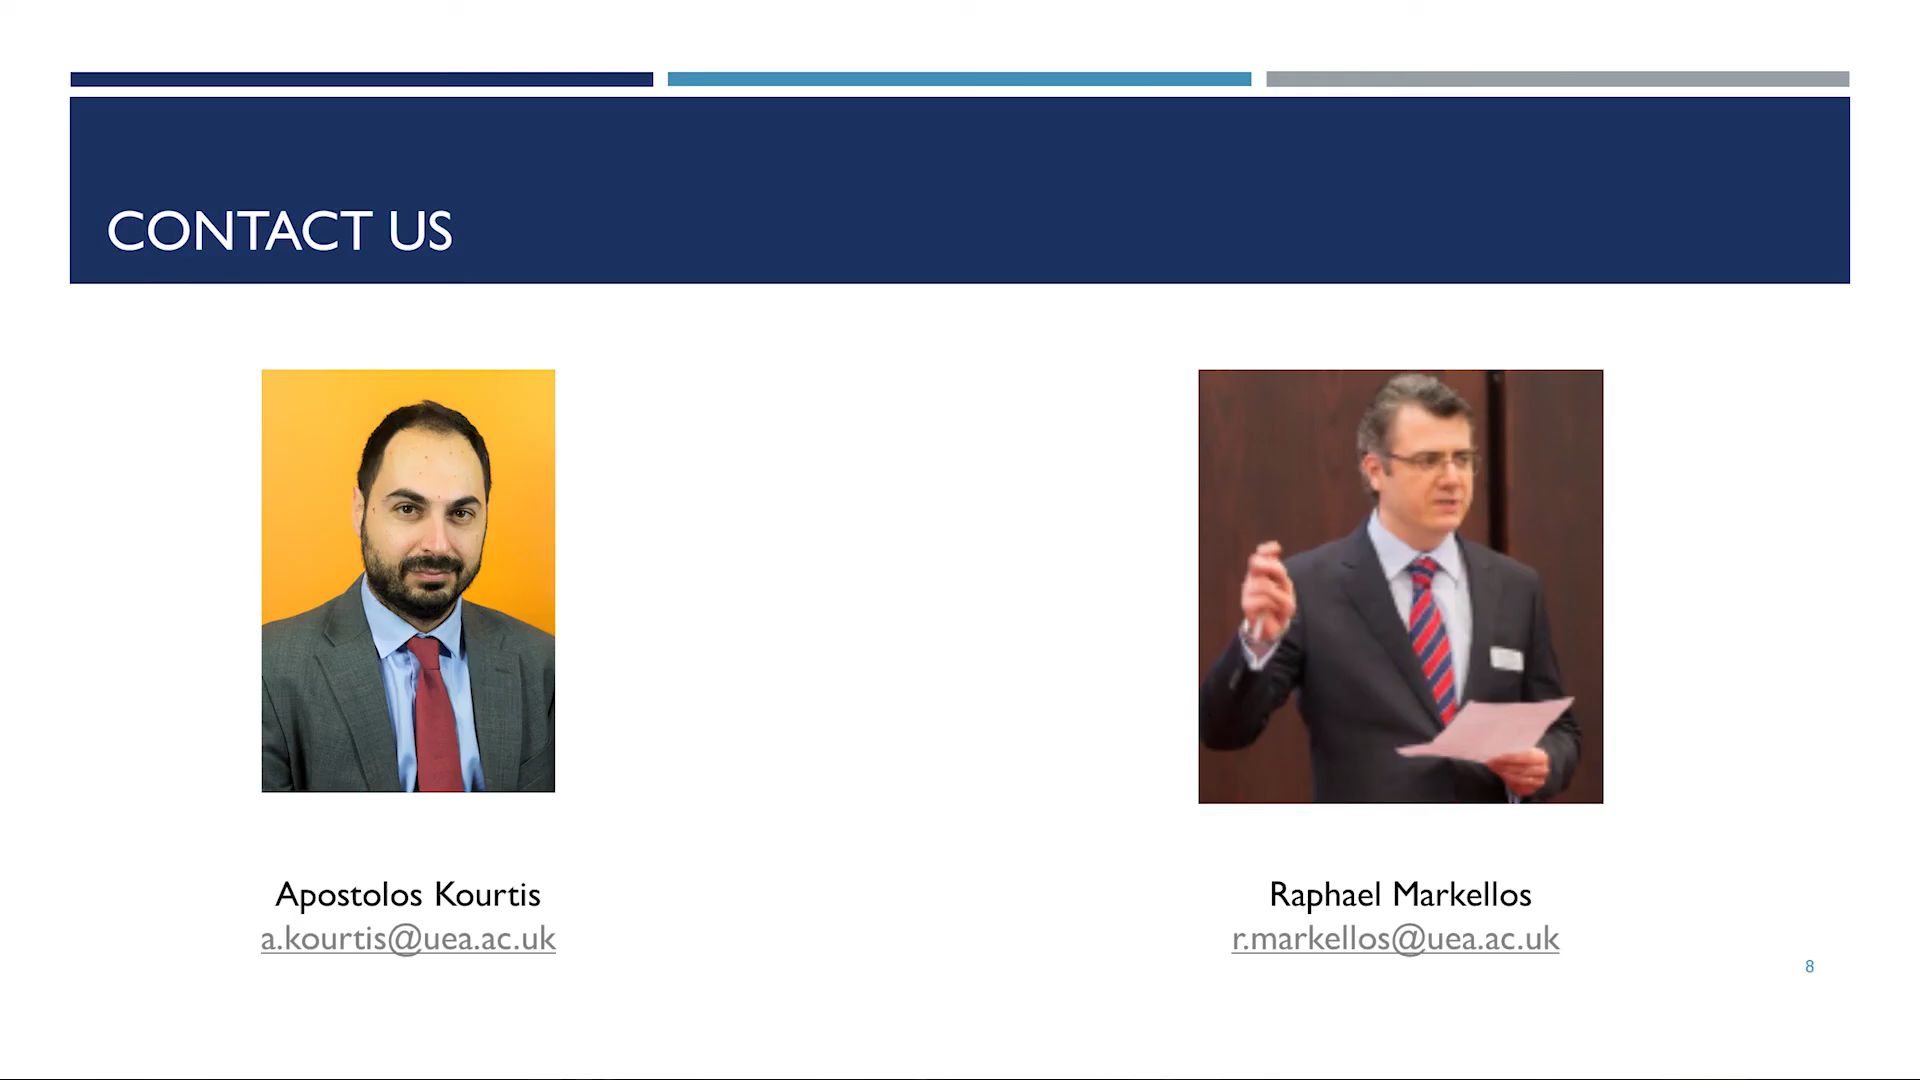 CONTACT US
Apostolos Kourtis
a.kourtis@uea.ac.uk
Raphael Markellos
r.markellos@uea.ac.uk
8